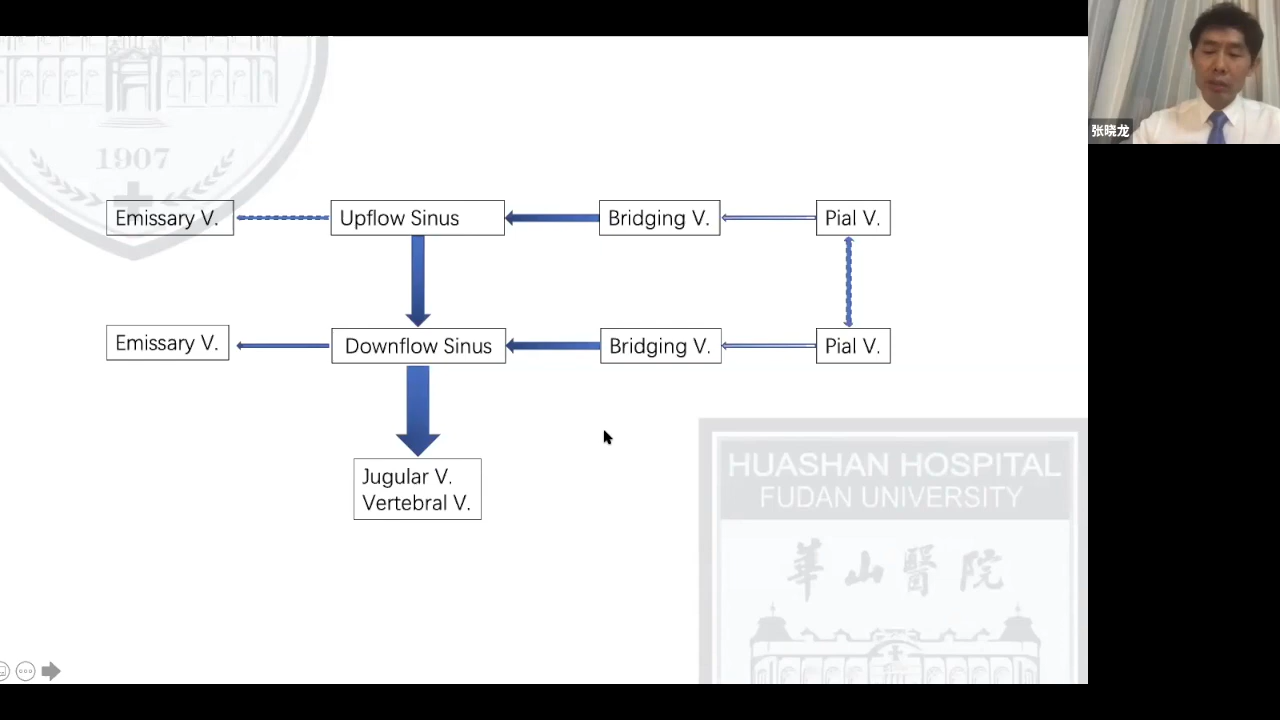 1907
张晓龙
Emissary V.
Upflow Sinus
Bridging V.
Pial V.
Emissary V.
Downflow Sinus
Bridging V.
Pial V.
Jugular V.
Vertebral V.
HUASHAN HOSPITAL
FUDAN UNIVERSITY
華山醫院